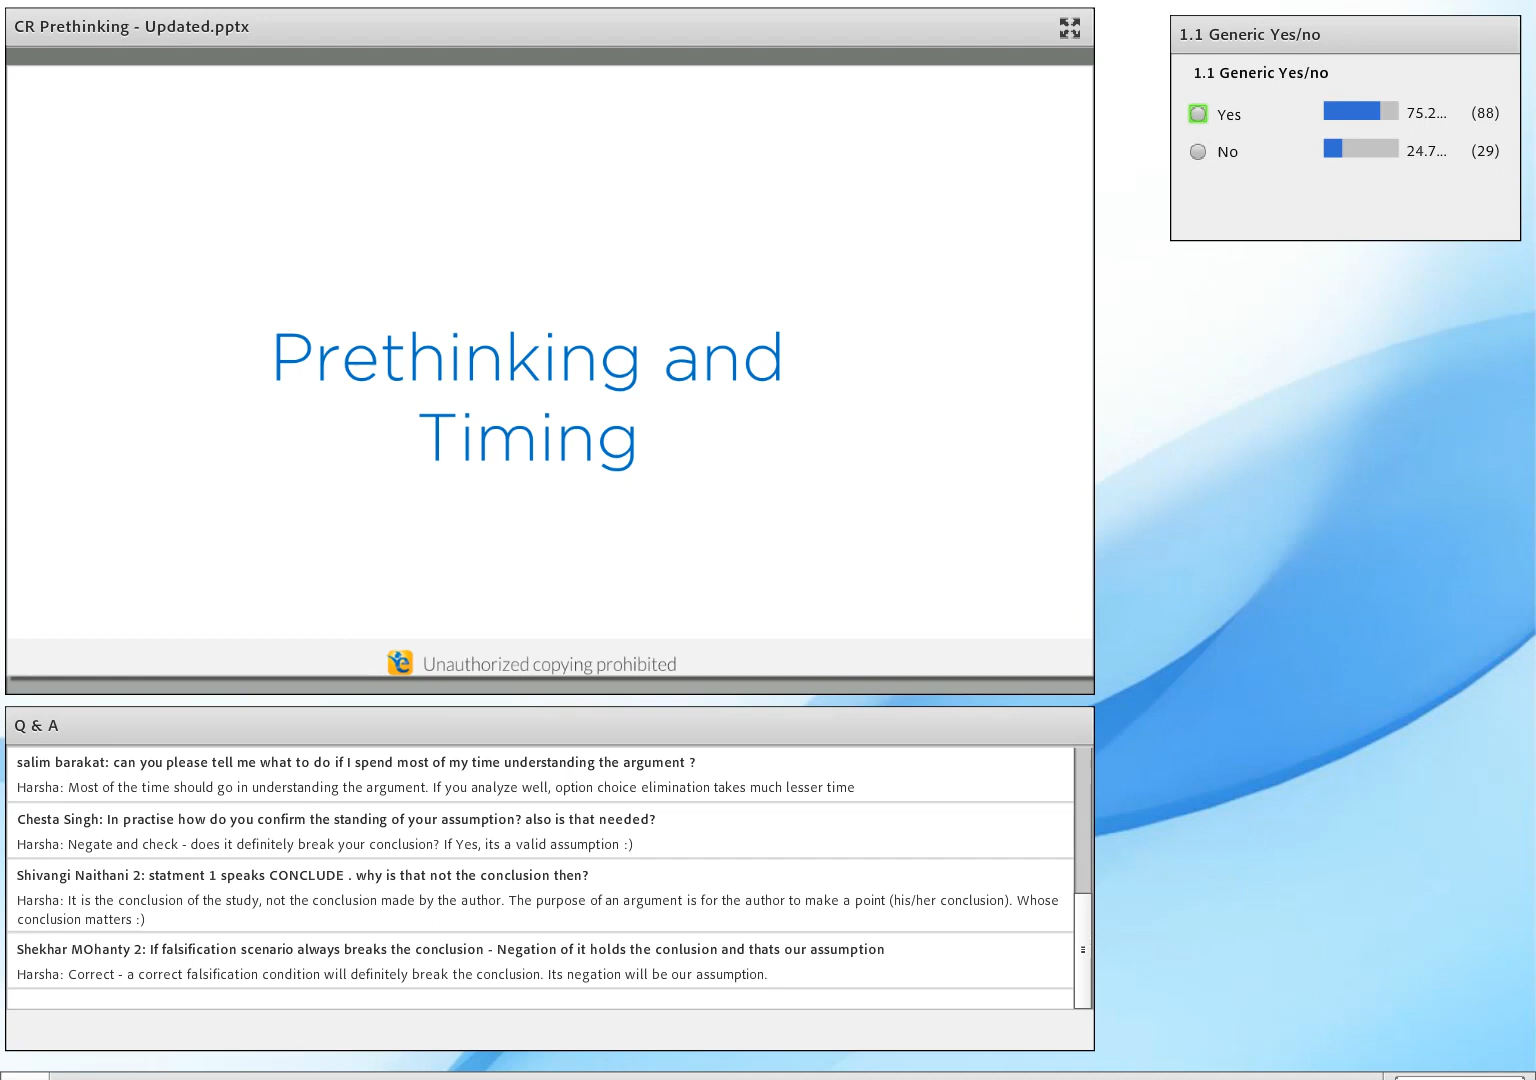 CR Prethinking - Updated.pptx
Prethinking and
Timing
Unauthorized copying prohibited
1.1 Generic Yes/no
1.1 Generic Yes/no
Yes 75.2... (88)
No 24.7... (29)
Q & A
salim barakat: can you please tell me what to do if I spend most of my time understanding the argument ?
Harsha: Most of the time should go in understanding the argument. If you analyze well, option choice elimination takes much lesser time
Chesta Singh: In practise how do you confirm the standing of your assumption? also is that needed?
Harsha: Negate and check - does it definitely break your conclusion? If Yes, its a valid assumption :)
Shivangi Naithani 2: statment 1 speaks CONCLUDE . why is that not the conclusion then?
Harsha: It is the conclusion of the study, not the conclusion made by the author. The purpose of an argument is for the author to make a point (his/her conclusion). Whose
conclusion matters :)
Shekhar MOhanty 2: If falsification scenario always breaks the conclusion - Negation of it holds the conlusion and thats our assumption
Harsha: Correct - a correct falsification condition will definitely break the conclusion. Its negation will be our assumption.